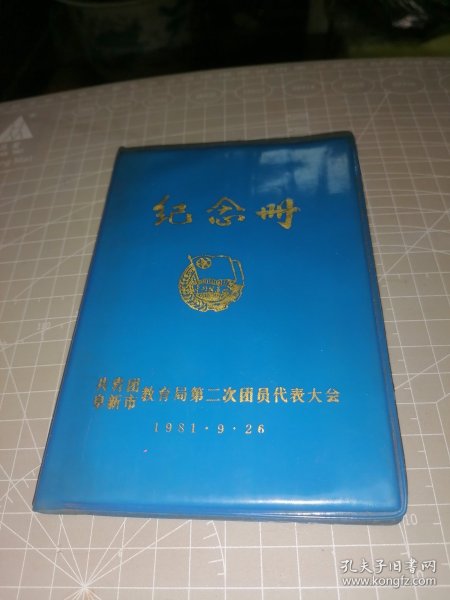 纪念册
共青团
阜新市
教育局第二次团员代表大会
1981·9·26
孔夫子旧书网
www.kongfz.com